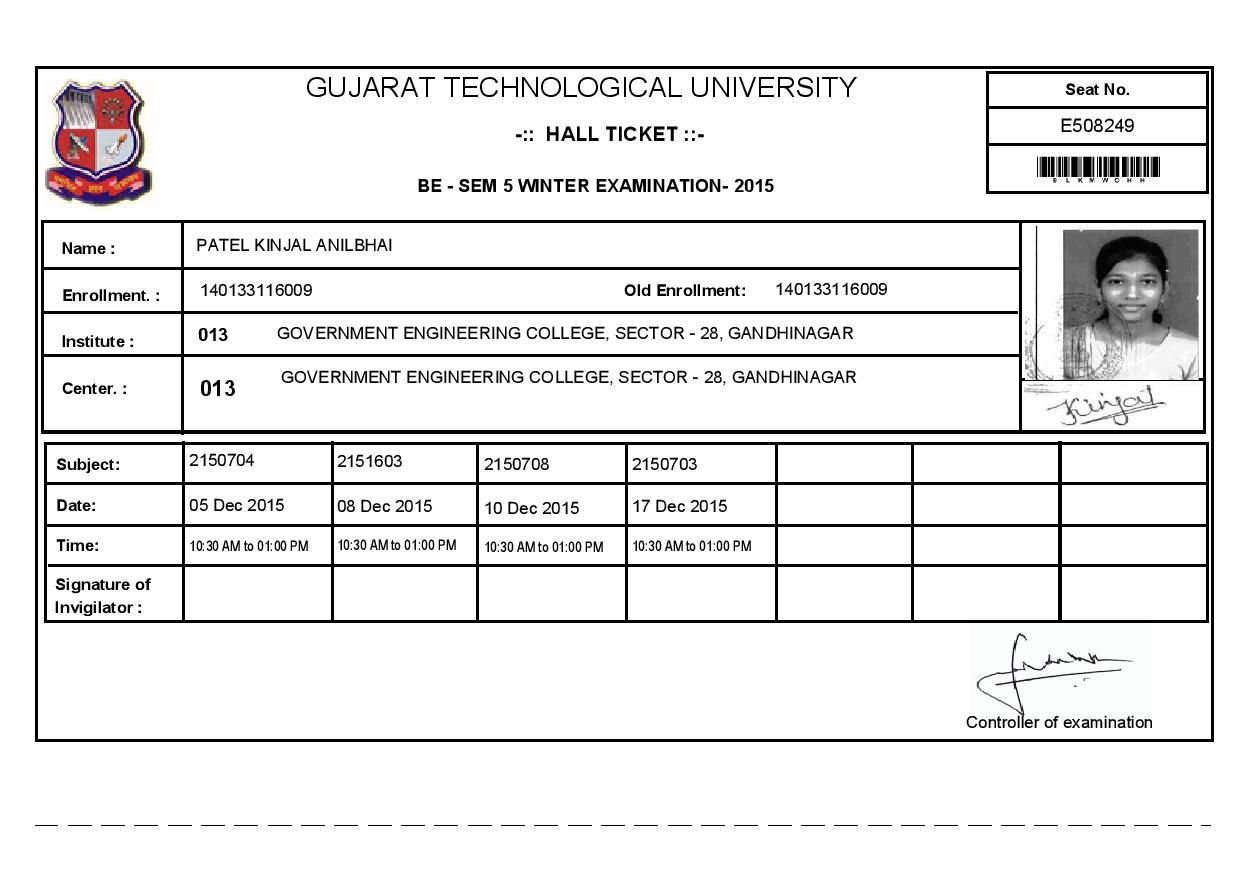 GUJARAT TECHNOLOGICAL UNIVERSITY
-:: HALL TICKET ::-
BE - SEM 5 WINTER EXAMINATION- 2015
Seat No.
E508249
9 L K M W C H H
Name : PATEL KINJAL ANILBHAI
Enrollment. : 140133116009 Old Enrollment: 140133116009
Institute : 013 GOVERNMENT ENGINEERING COLLEGE, SECTOR - 28, GANDHINAGAR
Center. : 013 GOVERNMENT ENGINEERING COLLEGE, SECTOR - 28, GANDHINAGAR
Kinjal
Subject: 2150704 2151603 2150708 2150703
Date: 05 Dec 2015 08 Dec 2015 10 Dec 2015 17 Dec 2015
Time: 10:30 AM to 01:00 PM 10:30 AM to 01:00 PM 10:30 AM to 01:00 PM 10:30 AM to 01:00 PM
Signature of
Invigilator :
Controller of examination